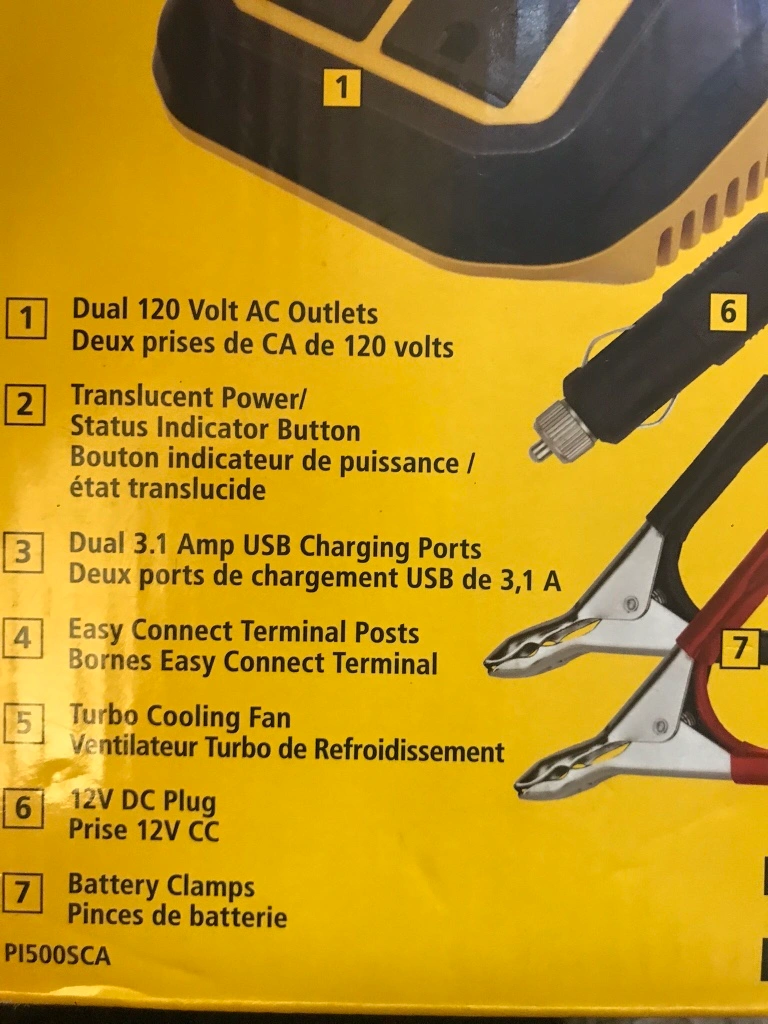 1
6
1 Dual 120 Volt AC Outlets
Deux prises de CA de 120 volts
2 Translucent Power/
Status Indicator Button
Bouton indicateur de puissance /
état translucide
3 Dual 3.1 Amp USB Charging Ports
Deux ports de chargement USB de 3,1 A
4 Easy Connect Terminal Posts
Bornes Easy Connect Terminal
7
5 Turbo Cooling Fan
Ventilateur Turbo de Refroidissement
6 12V DC Plug
Prise 12V CC
7 Battery Clamps
Pinces de batterie
PI500SCA